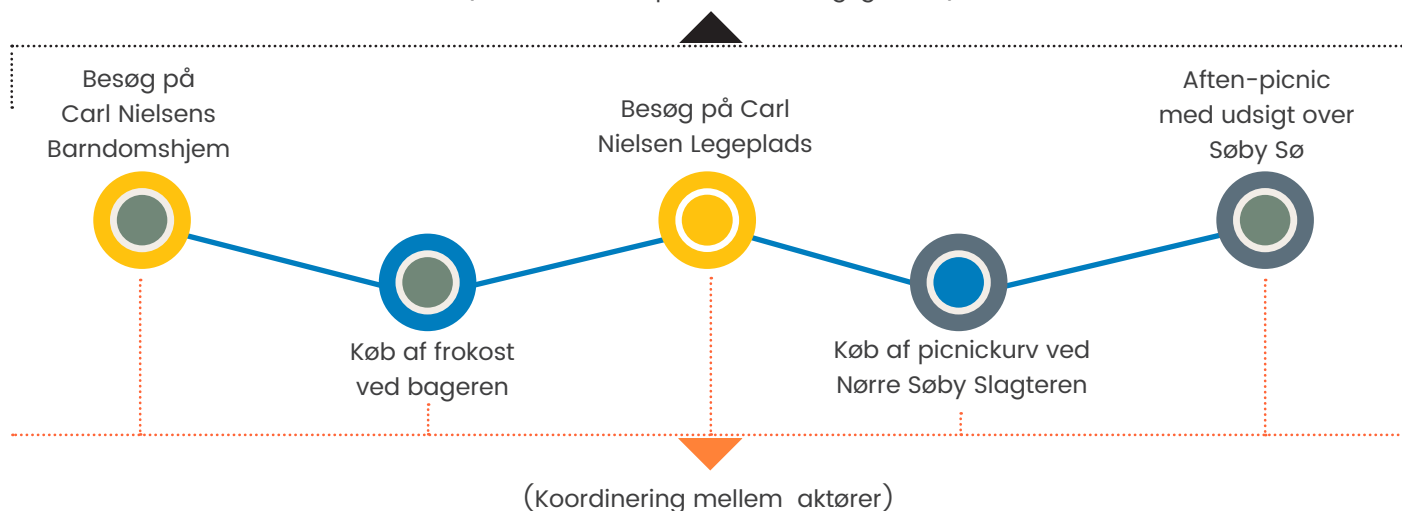 Besøg på
Carl Nielsens
Barndomshjem
Besøg på Carl
Nielsen Legeplads
Aften-picnic
med udsigt over
Søby Sø
Køb af frokost
ved bageren
Køb af picnickurv ved
Nørre Søby Slagteren
(Koordinering mellem aktører)